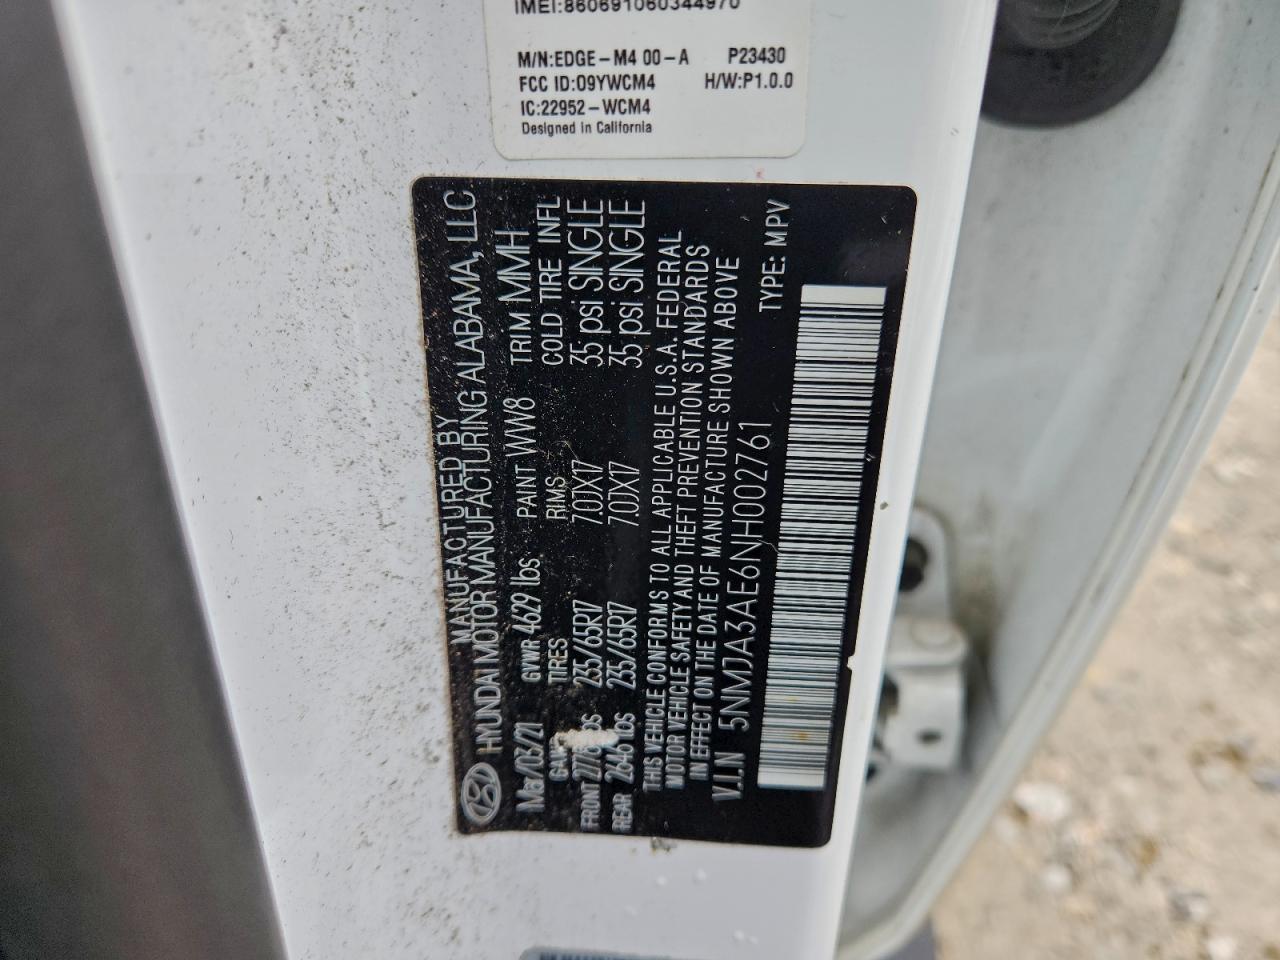 IMEI:860691060344970
M/N:EDGE-M4 00-A P23430
FCC ID:O9YWCM4 H/W:P1.0.0
IC:22952-WCM4
Designed in California
MANUFACTURED BY
HYUNDAI MOTOR MANUFACTURING ALABAMA, LLC
Mar/03/21 GVWR 4629 lbs PAINT WW8 TRIM MMH
TIRES RIMS COLD TIRE INFL
FRONT 235/65R17 7.0JX17 35 psi SINGLE
REAR 2646 lbs 235/65R17 7.0JX17 35 psi SINGLE
THIS VEHICLE CONFORMS TO ALL APPLICABLE U.S.A. FEDERAL
MOTOR VEHICLE SAFETY AND THEFT PREVENTION STANDARDS
IN EFFECT ON THE DATE OF MANUFACTURE SHOWN ABOVE
V.I.N 5NMJA3AE6NH002761 TYPE: MPV